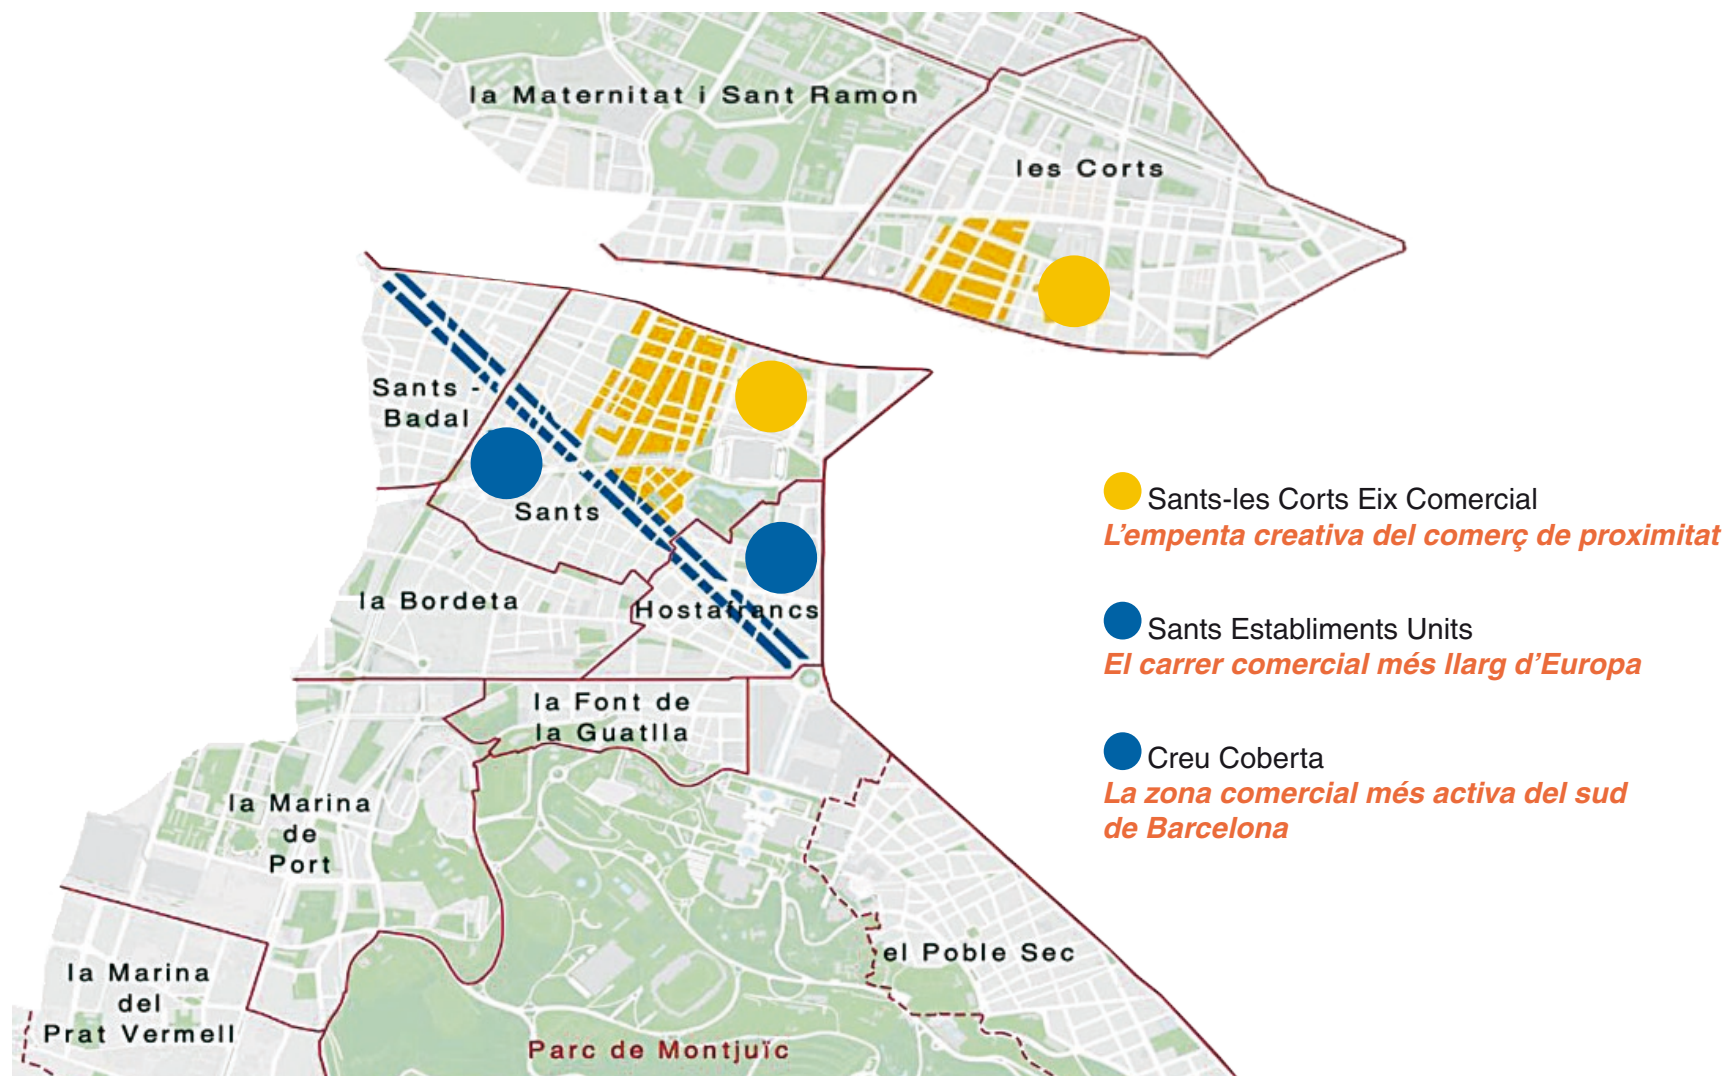 la Maternitat i Sant Ramon
les Corts
Sants -
Badal
Sants
la Bordeta
Hostafrancs
la Font de
la Guatlla
la Marina
de
Port
la Marina
del
Prat Vermell
el Poble Sec
Parc de Montjuïc
Sants-les Corts Eix Comercial
L’empenta creativa del comerç de proximitat
Sants Establiments Units
El carrer comercial més llarg d’Europa
Creu Coberta
La zona comercial més activa del sud
de Barcelona